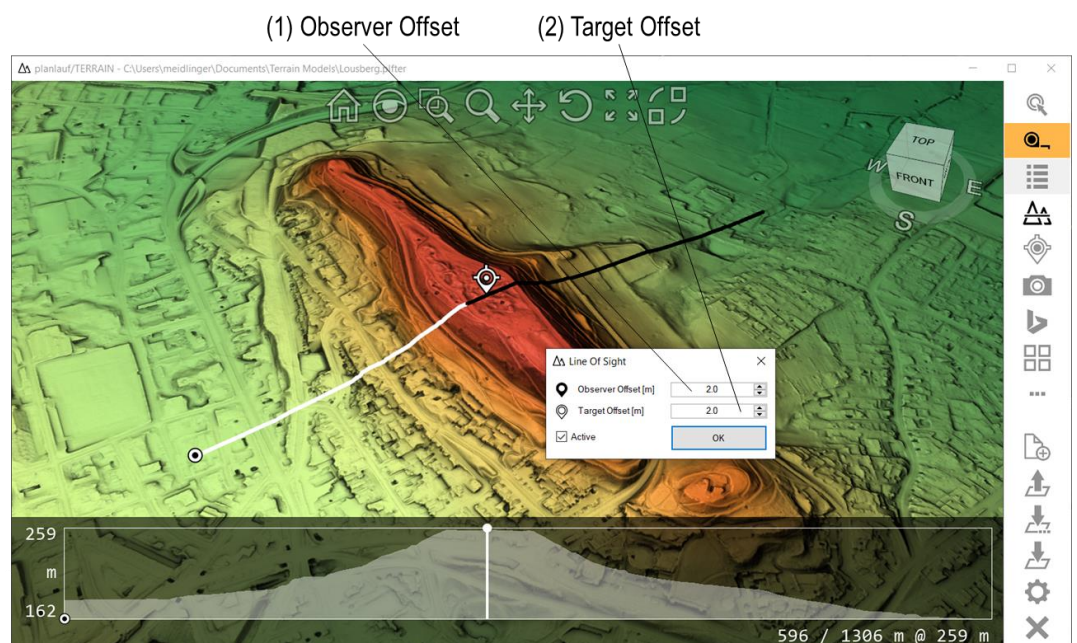 (1) Observer Offset (2) Target Offset
planlauf/TERRAIN - C:\Users\meidlinger\Documents\Terrain Models\Lousberg.plfter
TOP
FRONT
W
E
S
Line Of Sight
Observer Offset [m] 2.0
Target Offset [m] 2.0
Active
OK
259
m
162
596 / 1306 m @ 259 m